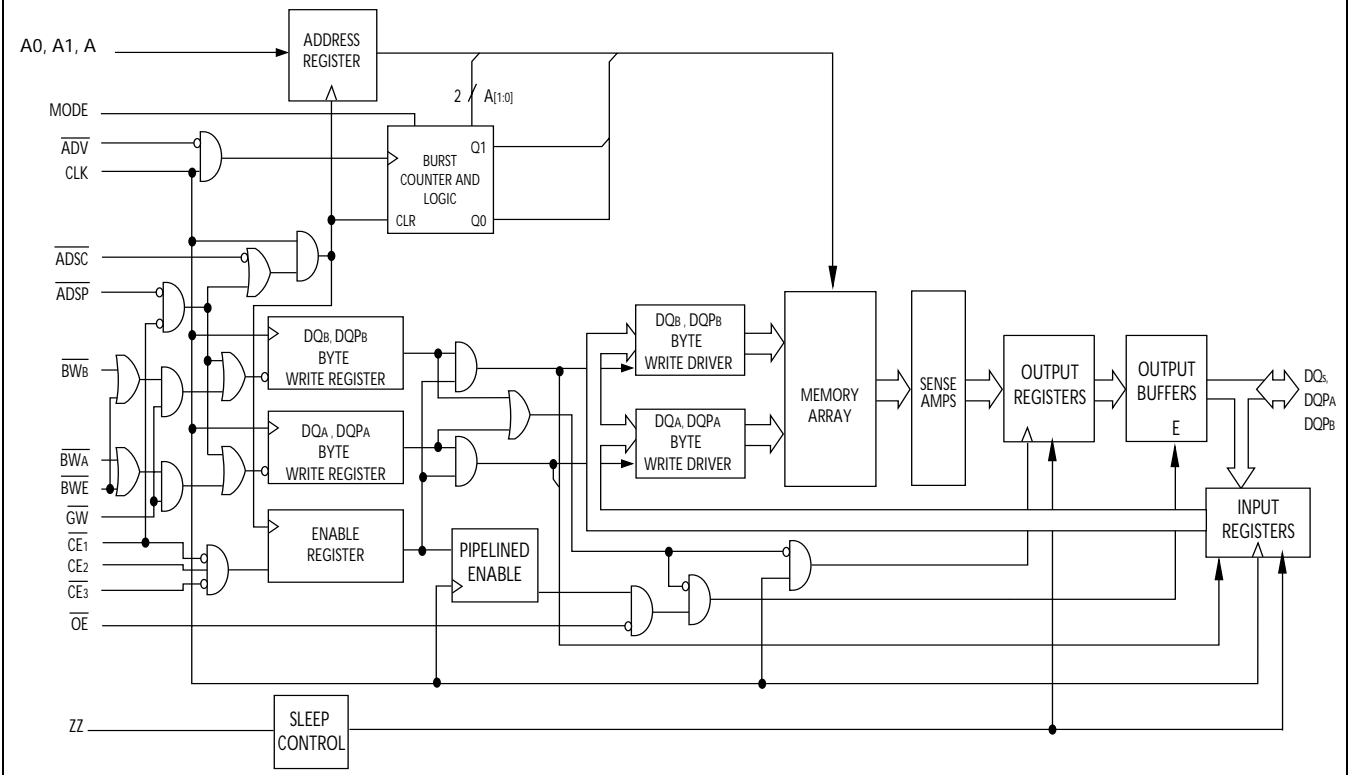 A0, A1, A
ADDRESS
REGISTER
MODE
2
A[1:0]
ADV
CLK
BURST
COUNTER AND
LOGIC
Q1
CLR
Q0
ADSC
ADSP
DQB, DQPB
BYTE
WRITE REGISTER
BWB
DQA, DQPA
BYTE
WRITE REGISTER
BWA
BWE
GW
CE1
CE2
CE3
ENABLE
REGISTER
PIPELINED
ENABLE
OE
DQB, DQPB
BYTE
WRITE DRIVER
DQA, DQPA
BYTE
WRITE DRIVER
MEMORY
ARRAY
SENSE
AMPS
OUTPUT
REGISTERS
OUTPUT
BUFFERS
E
DQs,
DQPA
DQPB
INPUT
REGISTERS
ZZ
SLEEP
CONTROL